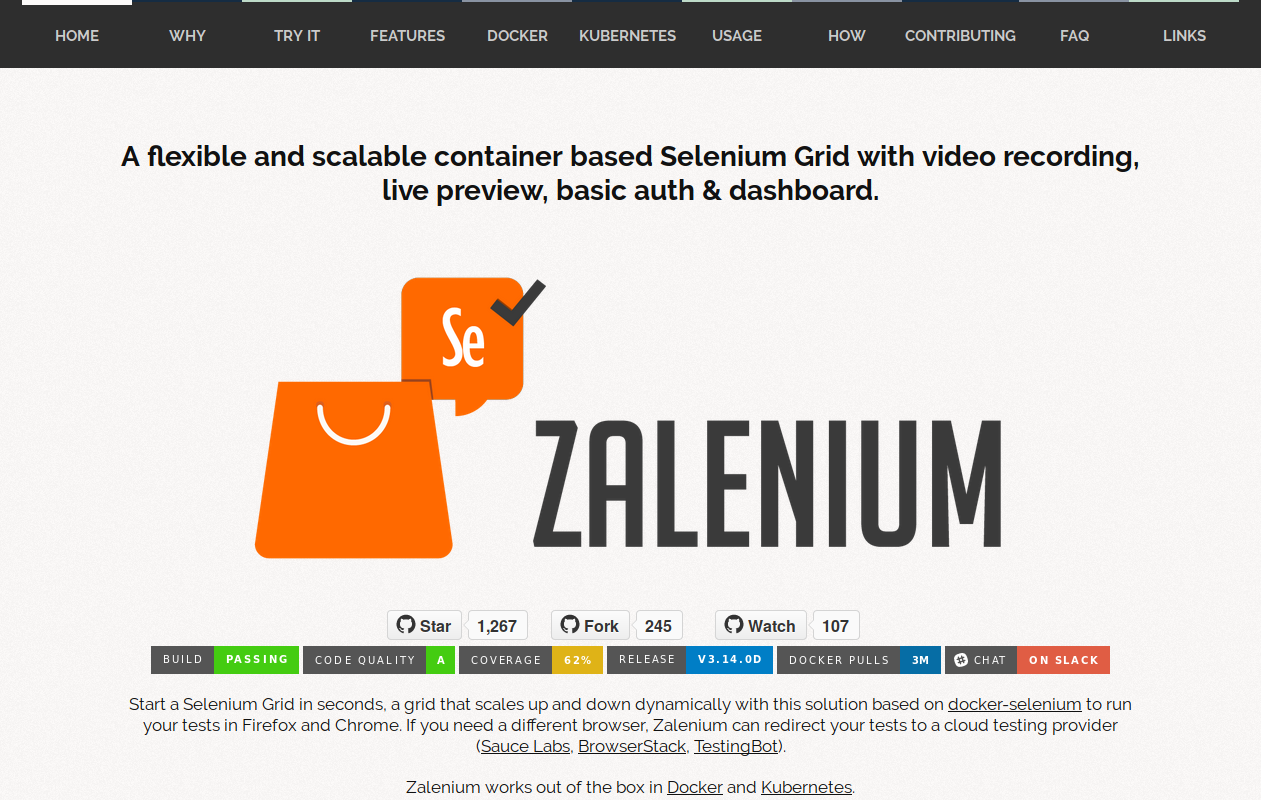 HOME WHY TRY IT FEATURES DOCKER KUBERNETES USAGE HOW CONTRIBUTING FAQ LINKS
A flexible and scalable container based Selenium Grid with video recording,
live preview, basic auth & dashboard.
Se
ZALENIUM
Star 1,267 Fork 245 Watch 107
BUILD PASSING CODE QUALITY A COVERAGE 62% RELEASE V3.14.0D DOCKER PULLS 3M CHAT ON SLACK
Start a Selenium Grid in seconds, a grid that scales up and down dynamically with this solution based on docker-selenium to run
your tests in Firefox and Chrome. If you need a different browser, Zalenium can redirect your tests to a cloud testing provider
(Sauce Labs, BrowserStack, TestingBot).
Zalenium works out of the box in Docker and Kubernetes.